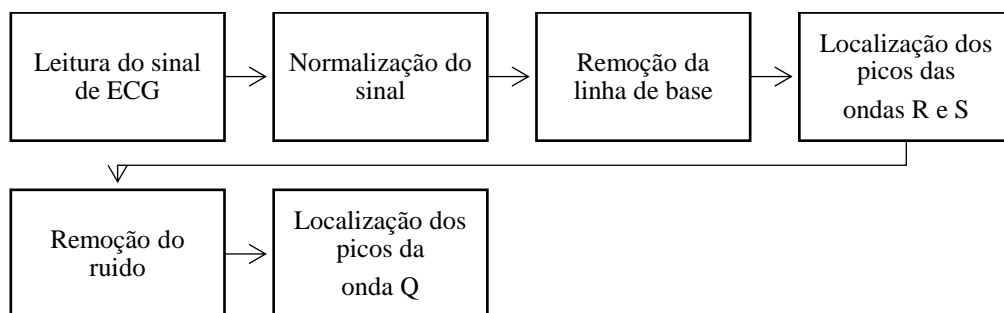 Leitura do sinal
de ECG
Normalização do
sinal
Remoção da
linha de base
Localização dos
picos das
ondas R e S
Remoção do
ruido
Localização dos
picos da
onda Q